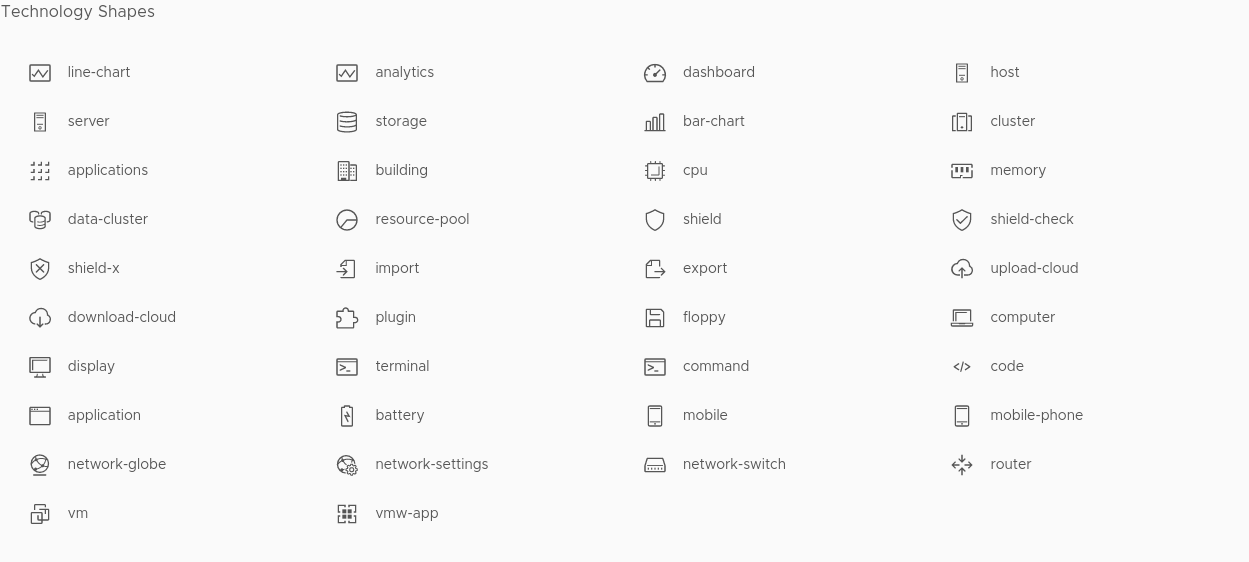 Technology Shapes
line-chart analytics dashboard host
server storage bar-chart cluster
applications building cpu memory
data-cluster resource-pool shield shield-check
shield-x import export upload-cloud
download-cloud plugin floppy computer
display terminal command code
application battery mobile mobile-phone
network-globe network-settings network-switch router
vm vmw-app